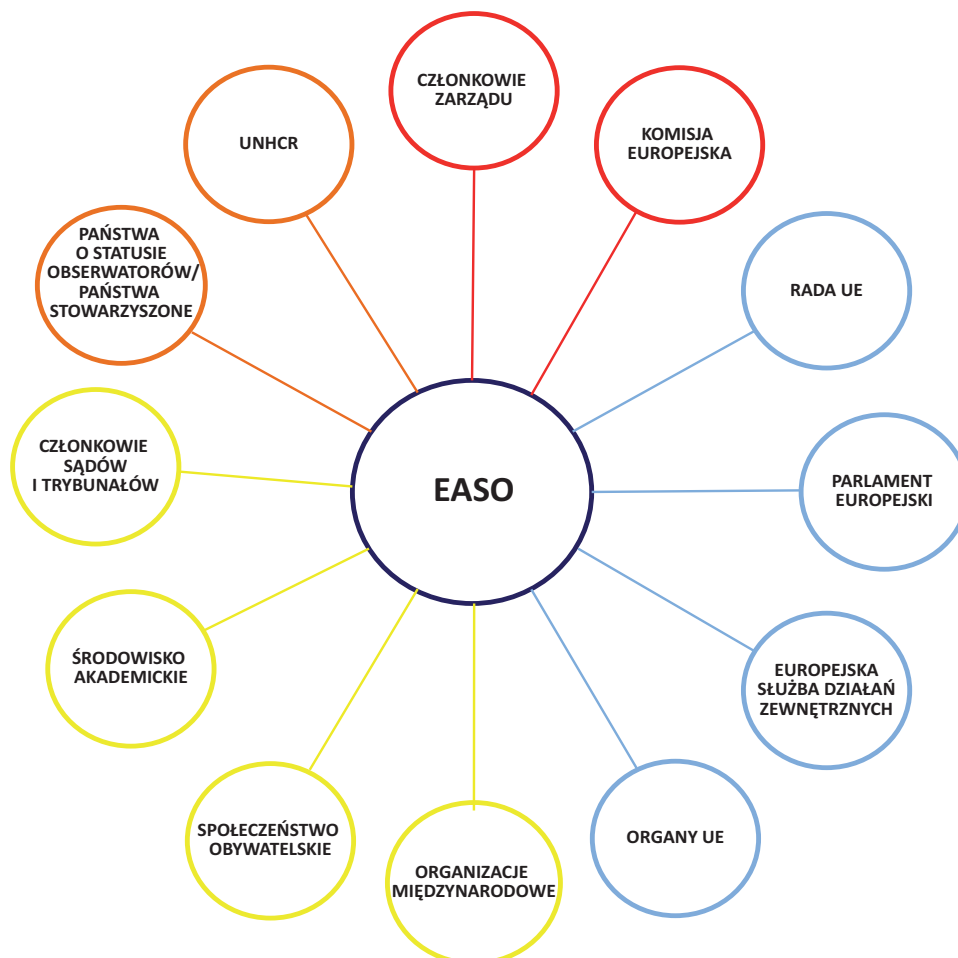 CZŁONKOWIE
ZARZĄDU
KOMISJA
EUROPEJSKA
RADA UE
PARLAMENT
EUROPEJSKI
EUROPEJSKA
SŁUŻBA DZIAŁAŃ
ZEWNĘTRZNYCH
ORGANY UE
ORGANIZACJE
MIĘDZYNARODOWE
SPOŁECZEŃSTWO
OBYWATELSKIE
ŚRODOWISKO
AKADEMICKIE
CZŁONKOWIE
SĄDÓW
I TRYBUNAŁÓW
PAŃSTWA
O STATUSIE
OBSERWATORÓW/
PAŃSTWA
STOWARZYSZONE
UNHCR
EASO